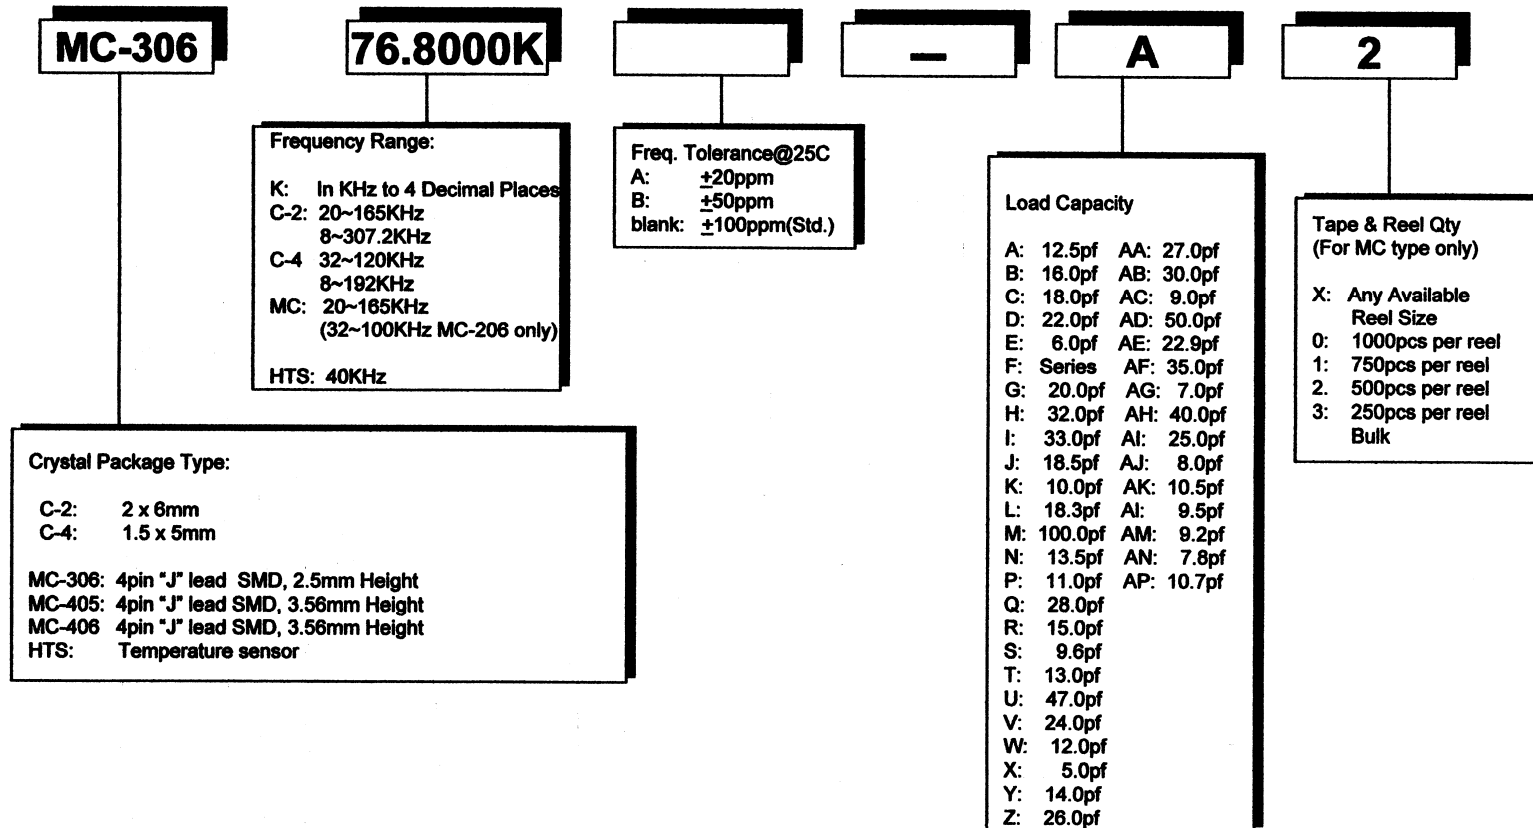 MC-306
76.8000K
–
A
2
Frequency Range:
K: In KHz to 4 Decimal Places
C-2: 20~165KHz
8~307.2KHz
C-4 32~120KHz
8~192KHz
MC: 20~165KHz
(32~100KHz MC-206 only)
HTS: 40KHz
Freq. Tolerance@25C
A: ±20ppm
B: ±50ppm
blank: ±100ppm(Std.)
Load Capacity
A: 12.5pf AA: 27.0pf
B: 16.0pf AB: 30.0pf
C: 18.0pf AC: 9.0pf
D: 22.0pf AD: 50.0pf
E: 6.0pf AE: 22.9pf
F: Series AF: 35.0pf
G: 20.0pf AG: 7.0pf
H: 32.0pf AH: 40.0pf
I: 33.0pf AI: 25.0pf
J: 18.5pf AJ: 8.0pf
K: 10.0pf AK: 10.5pf
L: 18.3pf AI: 9.5pf
M: 100.0pf AM: 9.2pf
N: 13.5pf AN: 7.8pf
P: 11.0pf AP: 10.7pf
Q: 28.0pf
R: 15.0pf
S: 9.6pf
T: 13.0pf
U: 47.0pf
V: 24.0pf
W: 12.0pf
X: 5.0pf
Y: 14.0pf
Z: 26.0pf
Tape & Reel Qty
(For MC type only)
X: Any Available
Reel Size
0: 1000pcs per reel
1: 750pcs per reel
2. 500pcs per reel
3: 250pcs per reel
Bulk
Crystal Package Type:
C-2: 2 x 6mm
C-4: 1.5 x 5mm
MC-306: 4pin "J" lead SMD, 2.5mm Height
MC-405: 4pin "J" lead SMD, 3.56mm Height
MC-406 4pin "J" lead SMD, 3.56mm Height
HTS: Temperature sensor